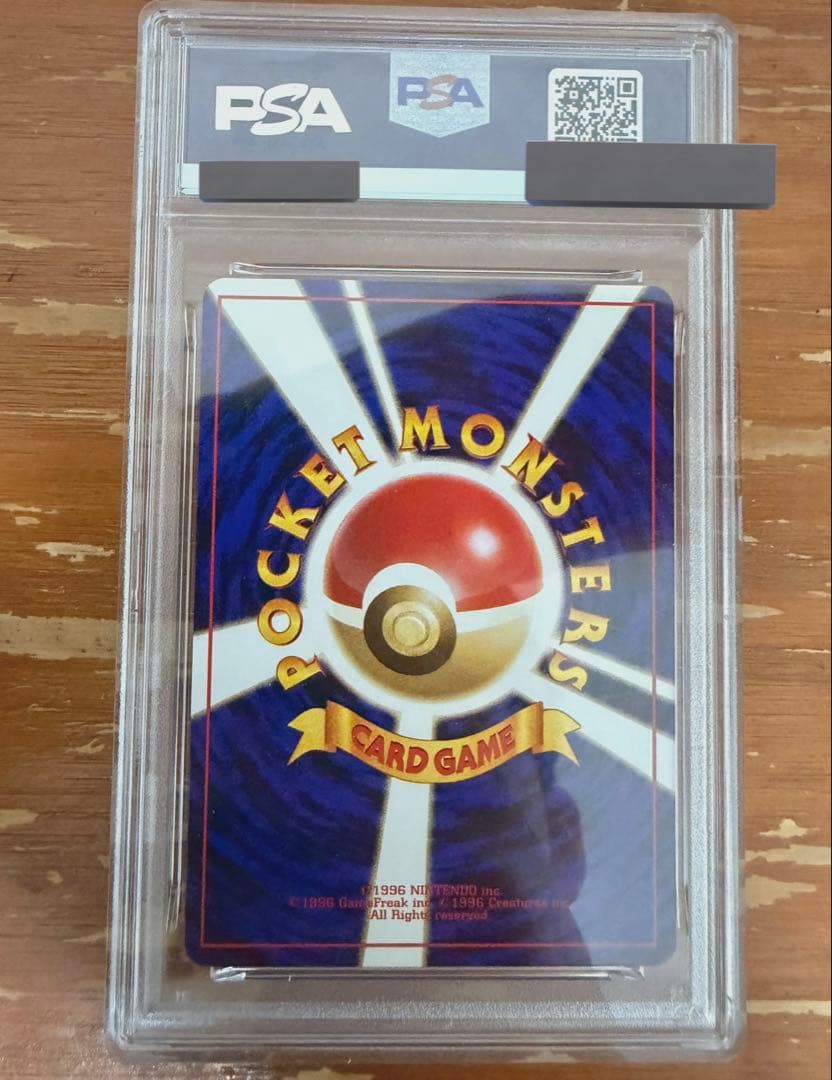 PSA
PSA
POCKET MONSTERS
CARD GAME
©1996 NINTENDO inc.
©1996 GameFreak inc. ©1996 Creatures inc.
All Rights reserved